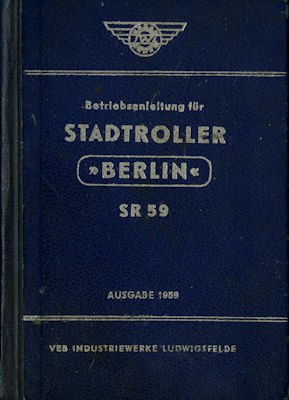 Betriebsanleitung für
STADTROLLER
»BERLIN«
SR 59
AUSGABE 1959
VEB INDUSTRIEWERKE LUDWIGSFELDE